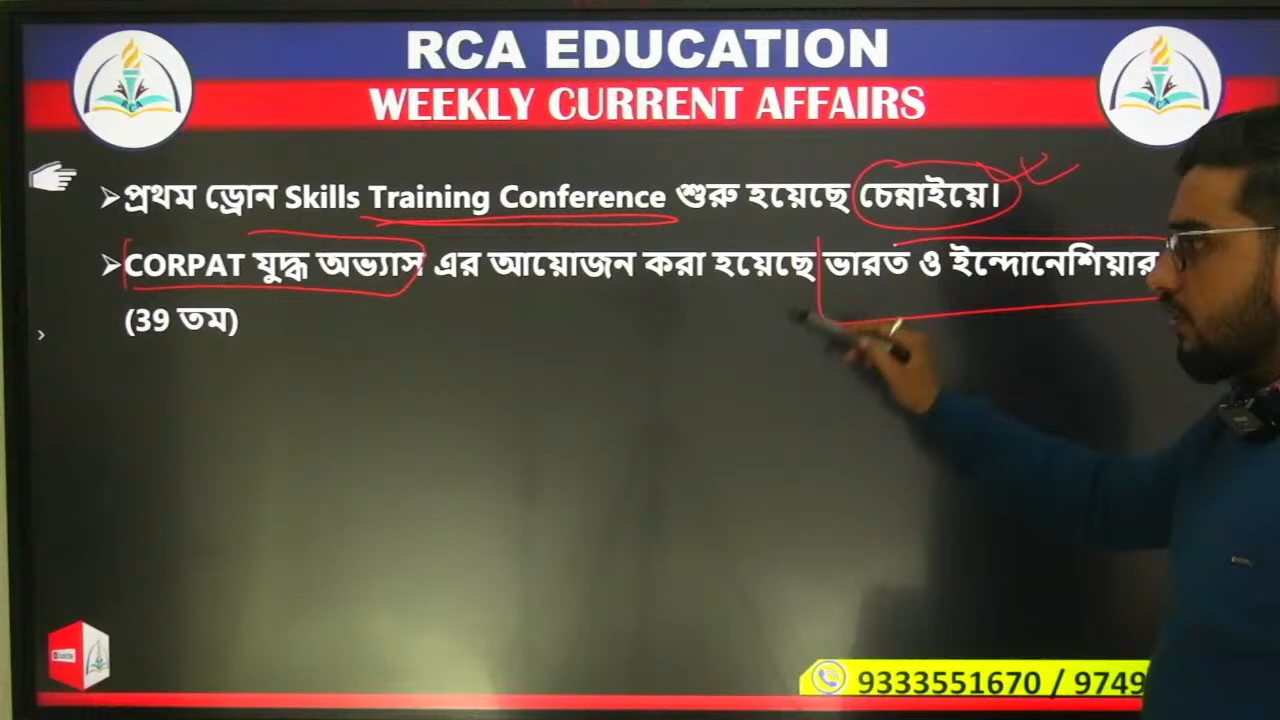 RCA EDUCATION
WEEKLY CURRENT AFFAIRS
➢প্রথম ড্রোন Skills Training Conference শুরু হয়েছে চেন্নাইয়ে।
➢CORPAT যুদ্ধ অভ্যাস এর আয়োজন করা হয়েছে ভারত ও ইন্দোনেশিয়ার
(39 তম)
9333551670 / 9749